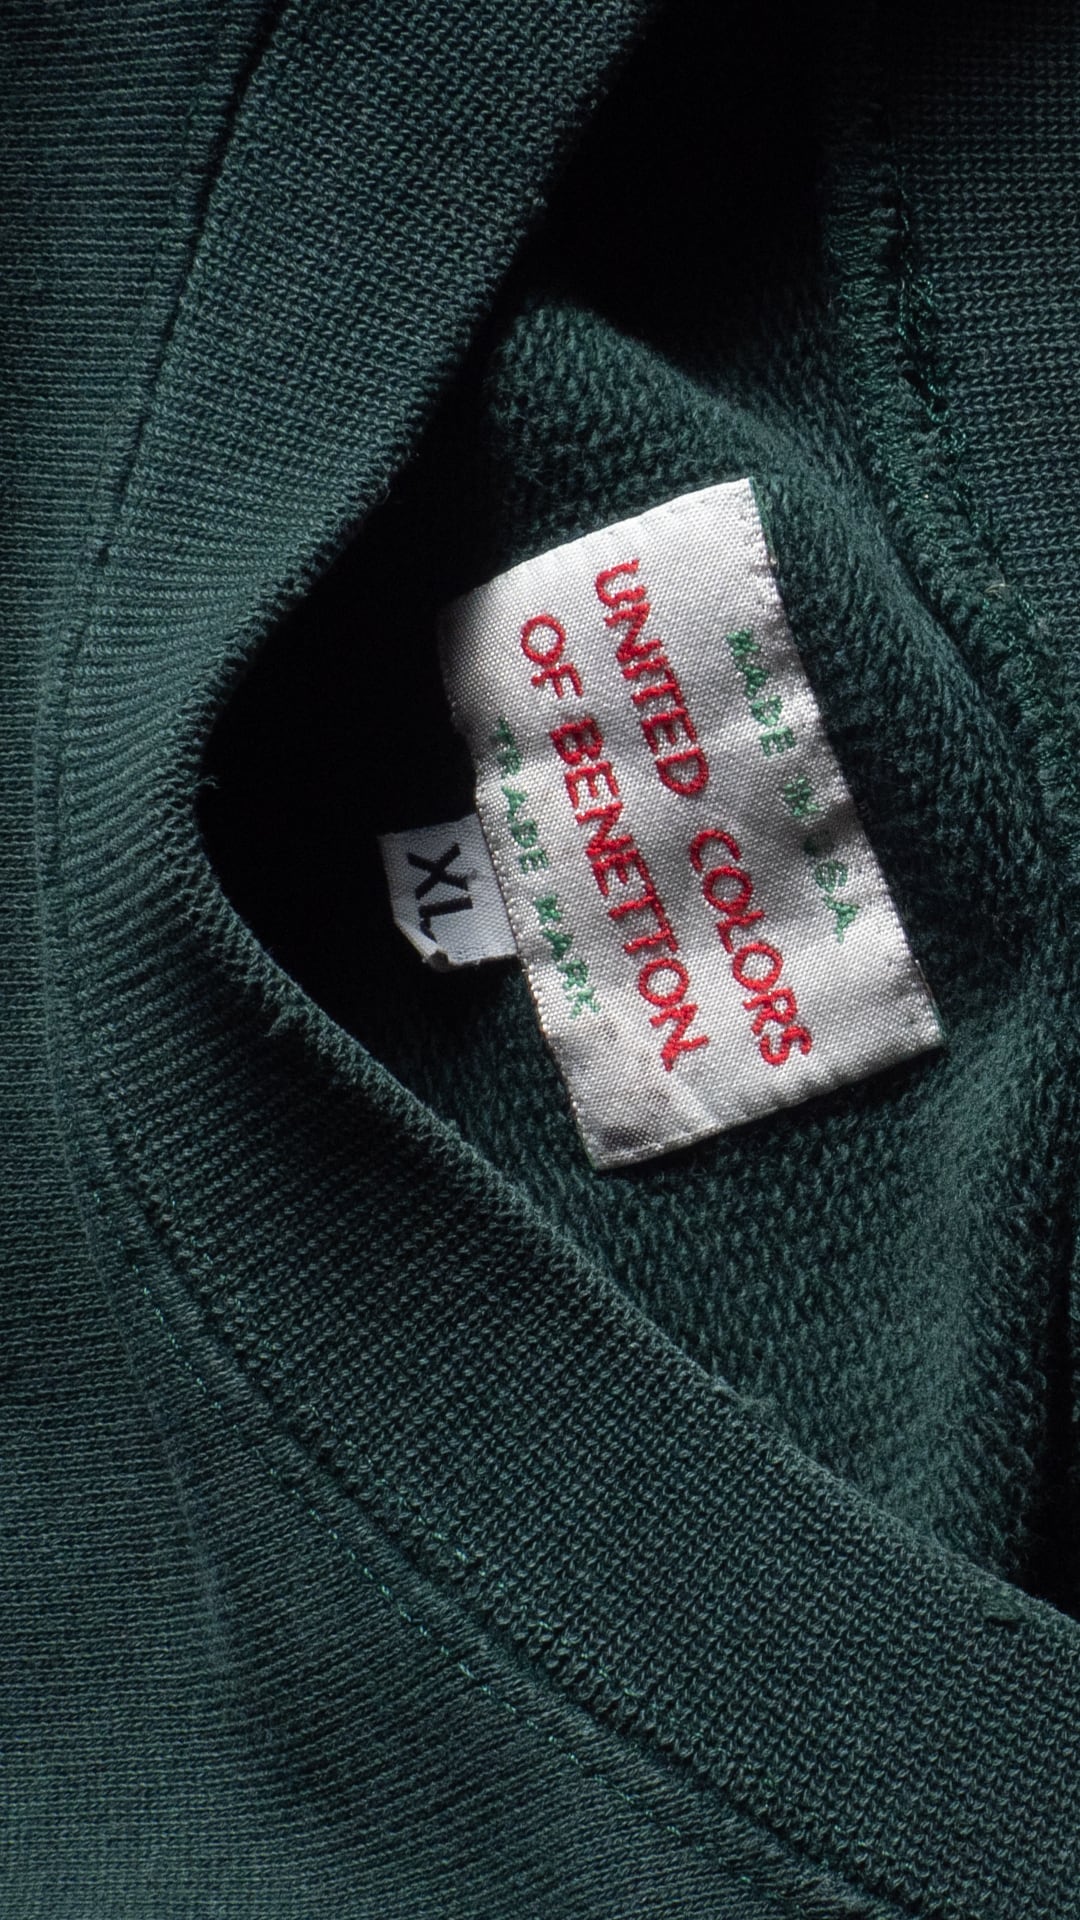 MADE IN USA
UNITED COLORS
OF BENETTON
TRADE MARK
XL